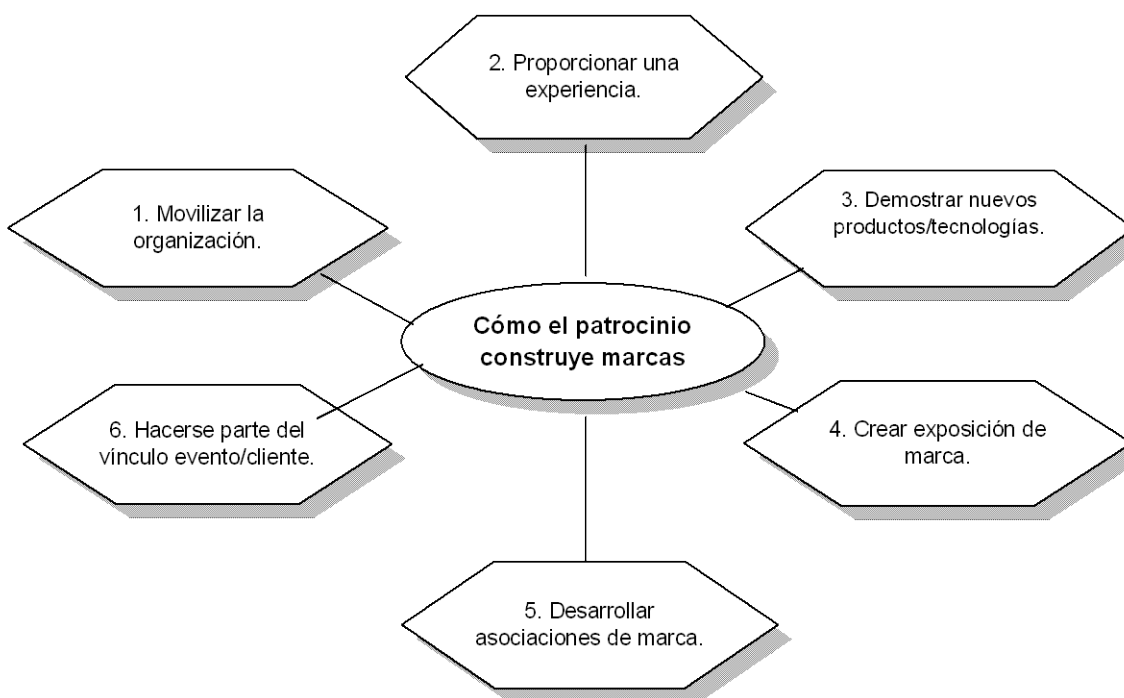 2. Proporcionar una
experiencia.
1. Movilizar la
organización.
3. Demostrar nuevos
productos/tecnologías.
Cómo el patrocinio
construye marcas
6. Hacerse parte del
vínculo evento/cliente.
4. Crear exposición de
marca.
5. Desarrollar
asociaciones de marca.